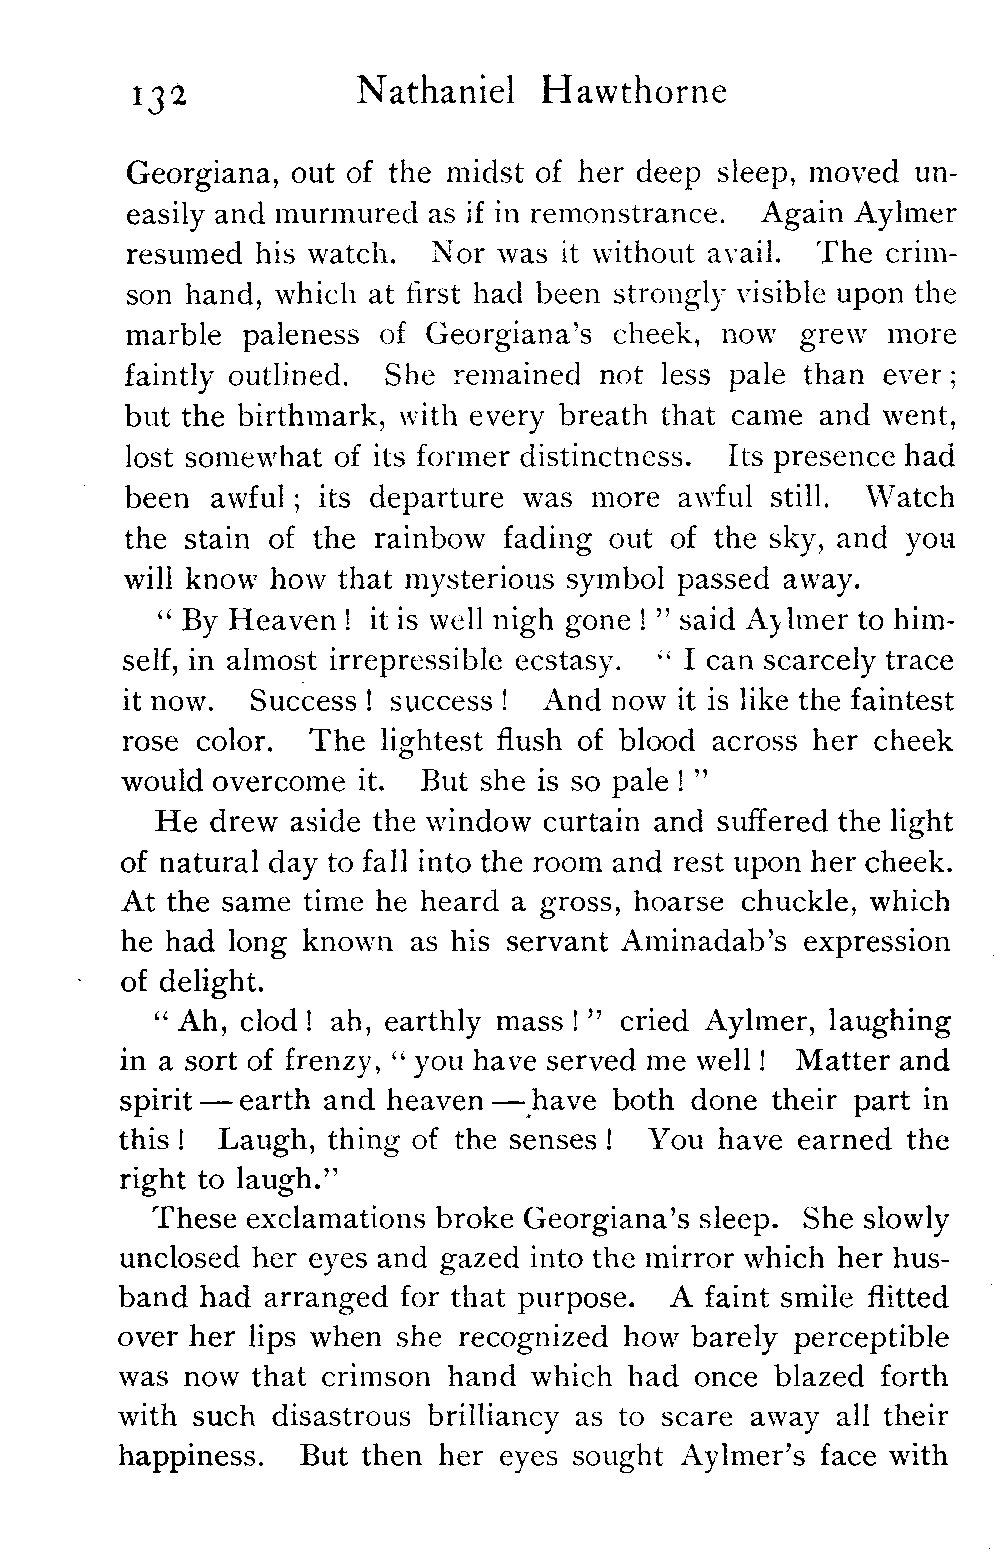 132 Nathaniel Hawthorne
Georgiana, out of the midst of her deep sleep, moved un-
easily and murmured as if in remonstrance. Again Aylmer
resumed his watch. Nor was it without avail. The crim-
son hand, which at first had been strongly visible upon the
marble paleness of Georgiana's cheek, now grew more
faintly outlined. She remained not less pale than ever;
but the birthmark, with every breath that came and went,
lost somewhat of its former distinctness. Its presence had
been awful; its departure was more awful still. Watch
the stain of the rainbow fading out of the sky, and you
will know how that mysterious symbol passed away.
" By Heaven! it is well nigh gone!" said Aylmer to him-
self, in almost irrepressible ecstasy. " I can scarcely trace
it now. Success! success! And now it is like the faintest
rose color. The lightest flush of blood across her cheek
would overcome it. But she is so pale!"
He drew aside the window curtain and suffered the light
of natural day to fall into the room and rest upon her cheek.
At the same time he heard a gross, hoarse chuckle, which
he had long known as his servant Aminadab's expression
of delight.
" Ah, clod! ah, earthly mass!" cried Aylmer, laughing
in a sort of frenzy, " you have served me well! Matter and
spirit — earth and heaven — have both done their part in
this! Laugh, thing of the senses! You have earned the
right to laugh."
These exclamations broke Georgiana's sleep. She slowly
unclosed her eyes and gazed into the mirror which her hus-
band had arranged for that purpose. A faint smile flitted
over her lips when she recognized how barely perceptible
was now that crimson hand which had once blazed forth
with such disastrous brilliancy as to scare away all their
happiness. But then her eyes sought Aylmer's face with